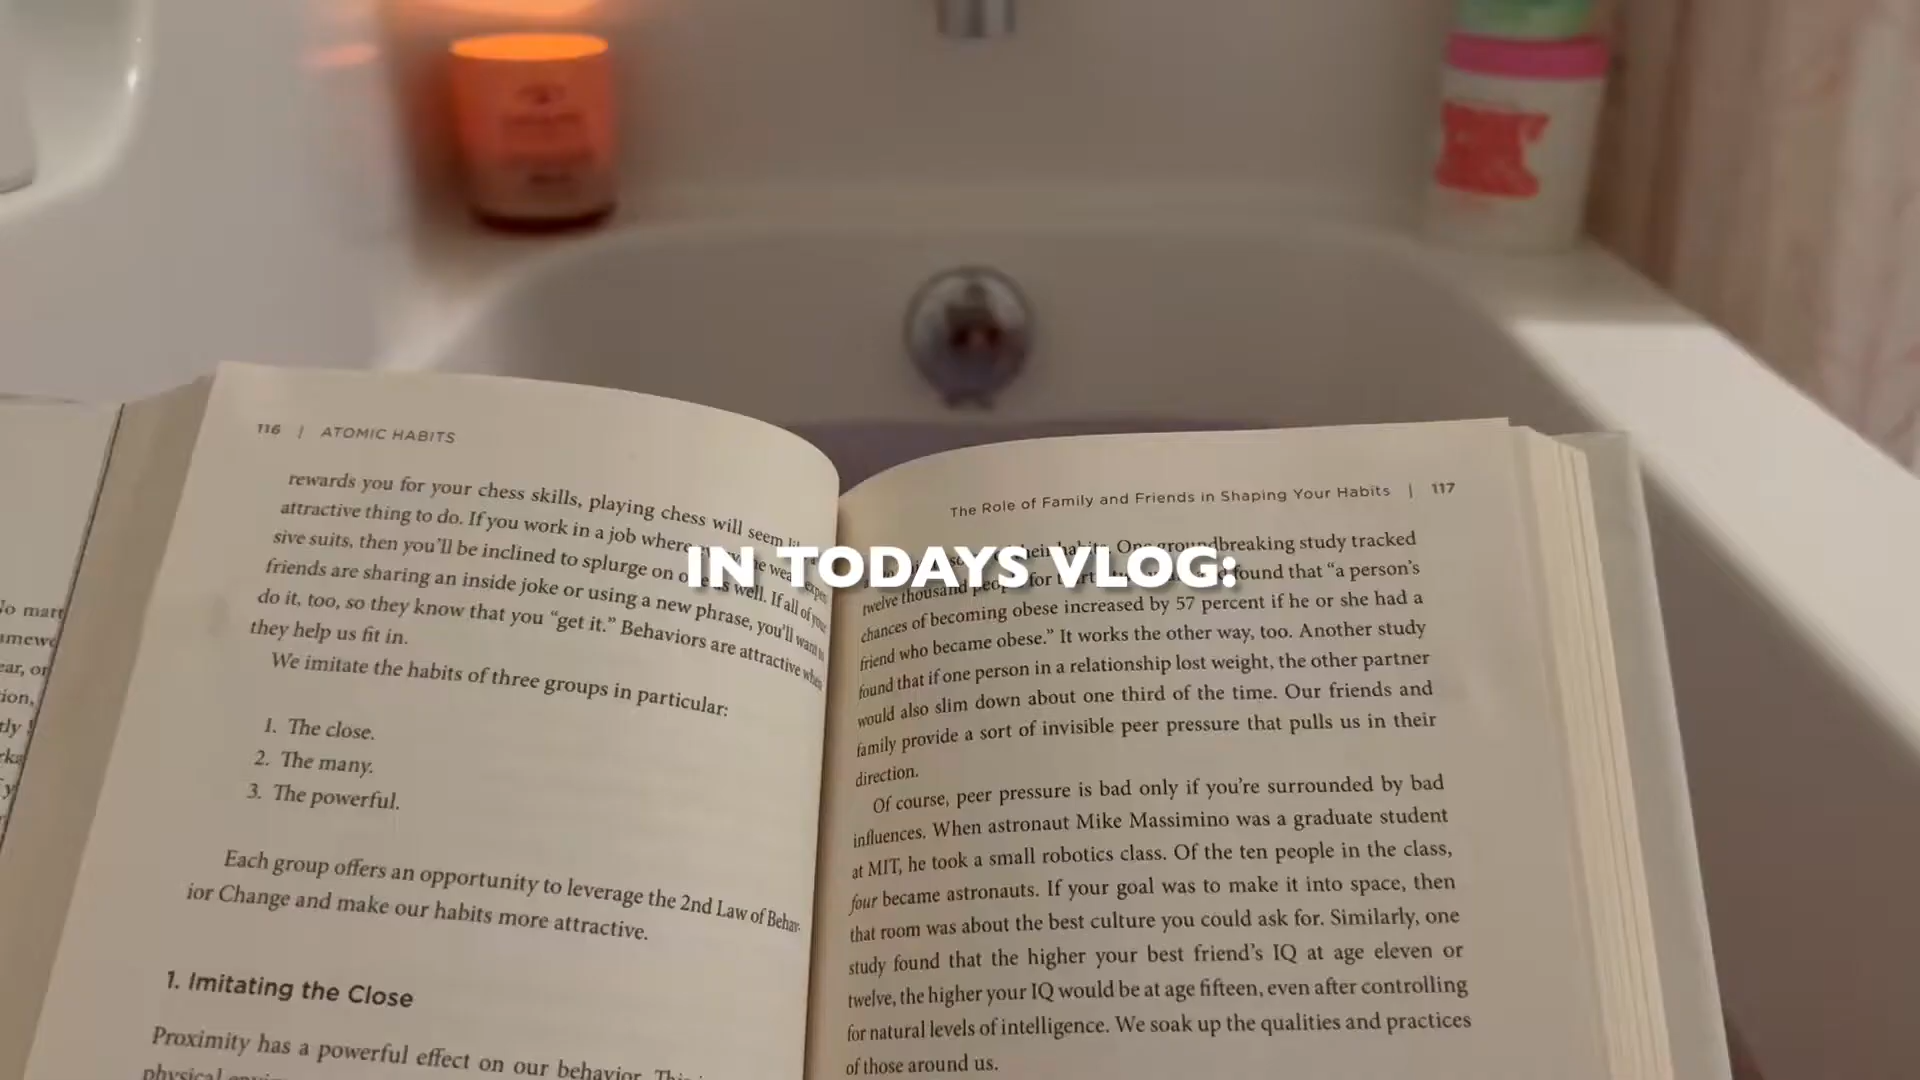 116 | ATOMIC HABITS
rewards you for your chess skills, playing chess will seem
attractive thing to do. If you work in a job where
sive suits, then you'll be inclined to splurge on one as well. If all of your
friends are sharing an inside joke or using a new phrase, you'll want to
do it, too, so they know that you “get it.” Behaviors are attractive when
they help us fit in.
We imitate the habits of three groups in particular:
1. The close.
2. The many.
3. The powerful.
Each group offers an opportunity to leverage the 2nd Law of Behav-
ior Change and make our habits more attractive.
1. Imitating the Close
Proximity has a powerful effect on our behavior.
physical
The Role of Family and Friends in Shaping Your Habits | 117
their habits. One groundbreaking study tracked
twelve thousand people for found that “a person's
chances of becoming obese increased by 57 percent if he or she had a
friend who became obese.” It works the other way, too. Another study
found that if one person in a relationship lost weight, the other partner
would also slim down about one third of the time. Our friends and
family provide a sort of invisible peer pressure that pulls us in their
direction.
Of course, peer pressure is bad only if you're surrounded by bad
influences. When astronaut Mike Massimino was a graduate student
at MIT, he took a small robotics class. Of the ten people in the class,
four became astronauts. If your goal was to make it into space, then
that room was about the best culture you could ask for. Similarly, one
study found that the higher your best friend's IQ at age eleven or
twelve, the higher your IQ would be at age fifteen, even after controlling
for natural levels of intelligence. We soak up the qualities and practices
of those around us.
IN TODAYS VLOG: